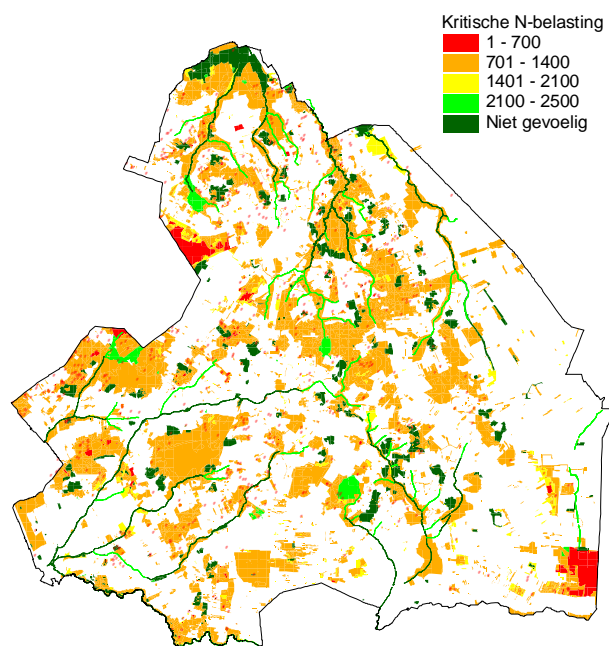 Kritische N-belasting
1 - 700
701 - 1400
1401 - 2100
2100 - 2500
Niet gevoelig